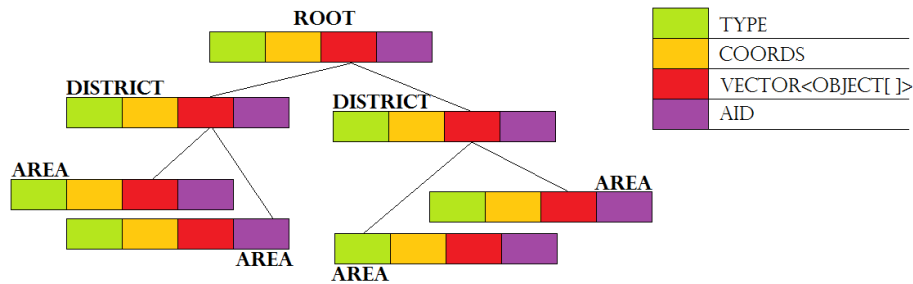 ROOT
DISTRICT
DISTRICT
AREA
AREA
AREA
AREA
TYPE
COORDS
VECTOR<OBJECT[ ]>
AID